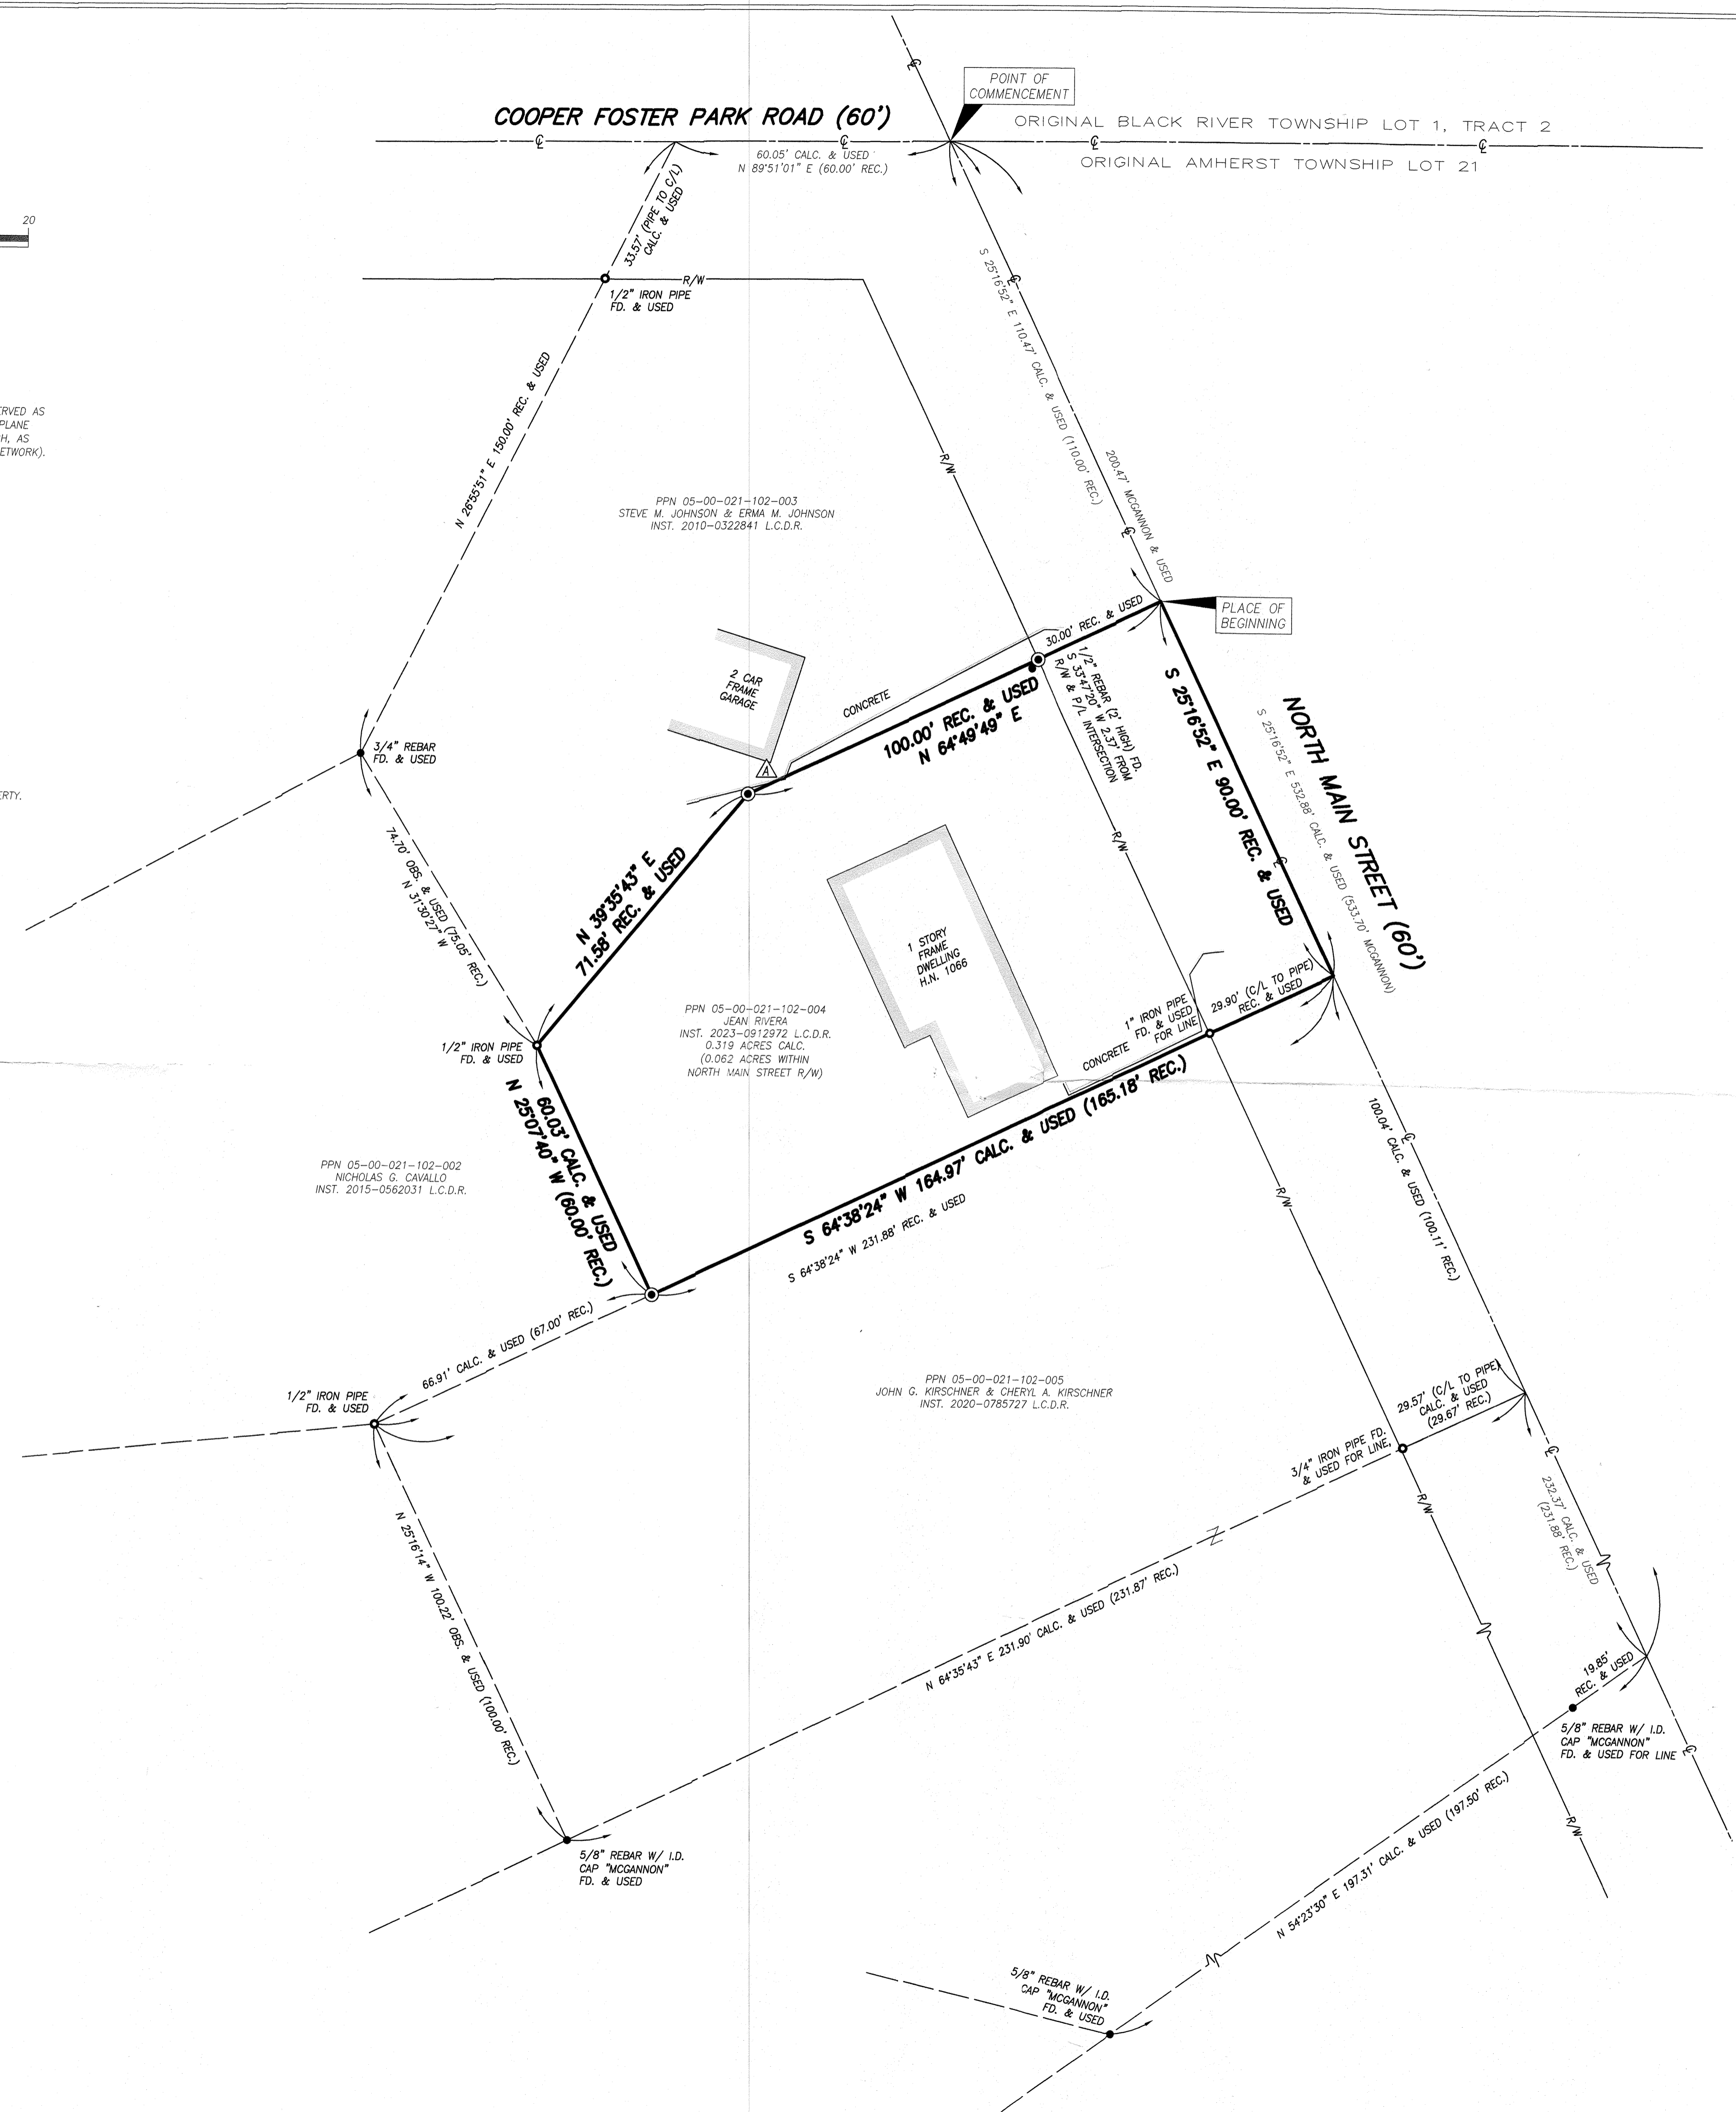 POINT OF
COMMENCEMENT
COOPER FOSTER PARK ROAD (60')
ORIGINAL BLACK RIVER TOWNSHIP LOT 1, TRACT 2
ORIGINAL AMHERST TOWNSHIP LOT 21
60.05' CALC. & USED
N 89°51'01" E (60.00' REC.)
33.57' (PIPE TO C/L)
CALC. & USED
20
R/W
1/2" IRON PIPE
FD. & USED
S 25°16'52" E 110.47' CALC. & USED (110.00' REC.)
200.47' MCGANNON & USED
N 26°55'51" E 150.00' REC. & USED
ERVED AS
PLANE
H, AS
ETWORK).
R/W
PPN 05-00-021-102-003
STEVE M. JOHNSON & ERMA M. JOHNSON
INST. 2010-0322841 L.C.D.R.
30.00' REC. & USED
PLACE OF
BEGINNING
2 CAR
FRAME
GARAGE
CONCRETE
A
100.00' REC. & USED
N 64°49'49" E
1/2" REBAR (2' HIGH) FD.
S 33°47'20" W 2.37' FROM
R/W & P/L INTERSECTION
S 25°16'52" E 90.00' REC. & USED
NORTH MAIN STREET (60')
S 25°16'52" E 532.88' CALC. & USED (533.70' MCGANNON)
3/4" REBAR
FD. & USED
ERTY.
74.70' OBS. & USED (75.05' REC.)
N 31°30'27" W
N 39°35'43" E
71.58' REC. & USED
R/W
1 STORY
FRAME
DWELLING
H.N. 1066
PPN 05-00-021-102-004
JEAN RIVERA
INST. 2023-0912972 L.C.D.R.
0.319 ACRES CALC.
(0.062 ACRES WITHIN
NORTH MAIN STREET R/W)
1" IRON PIPE
FD. & USED
FOR LINE
29.90' (C/L TO PIPE)
REC. & USED
CONCRETE
1/2" IRON PIPE
FD. & USED
60.03' CALC. & USED
N 25°07'40" W (60.00' REC.)
S 64°38'24" W 164.97' CALC. & USED (165.18' REC.)
S 64°38'24" W 231.88' REC. & USED
PPN 05-00-021-102-002
NICHOLAS G. CAVALLO
INST. 2015-0562031 L.C.D.R.
R/W
100.04' CALC. & USED (100.11' REC.)
66.91' CALC. & USED (67.00' REC.)
1/2" IRON PIPE
FD. & USED
PPN 05-00-021-102-005
JOHN G. KIRSCHNER & CHERYL A. KIRSCHNER
INST. 2020-0785727 L.C.D.R.
29.57' (C/L TO PIPE)
CALC. & USED
(29.67' REC.)
3/4" IRON PIPE FD.
& USED FOR LINE,
R/W
232.37' CALC. & USED
(231.88' REC.)
N 25°16'14" W 100.22' OBS. & USED (100.00' REC.)
N 64°35'43" E 231.90' CALC. & USED (231.87' REC.)
19.85'
REC. & USED
5/8" REBAR W/ I.D.
CAP "MCGANNON"
FD. & USED FOR LINE
R/W
5/8" REBAR W/ I.D.
CAP "MCGANNON"
FD. & USED
N 54°23'30" E 197.31' CALC. & USED (197.50' REC.)
5/8" REBAR W/ I.D.
CAP "MCGANNON"
FD. & USED